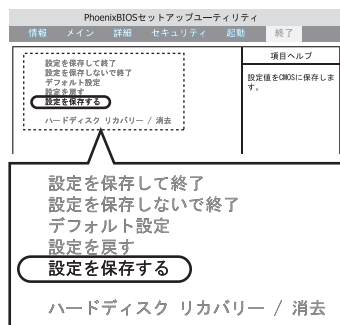 PhoenixBIOSセットアップユーティリティ
情報 メイン 詳細 セキュリティ 起動 終了
項目ヘルプ
設定を保存して終了
設定を保存しないで終了
デフォルト設定
設定を戻す
設定を保存する
ハードディスク リカバリー / 消去
設定値をCMOSに保存しま
す。
設定を保存して終了
設定を保存しないで終了
デフォルト設定
設定を戻す
設定を保存する
ハードディスク リカバリー / 消去